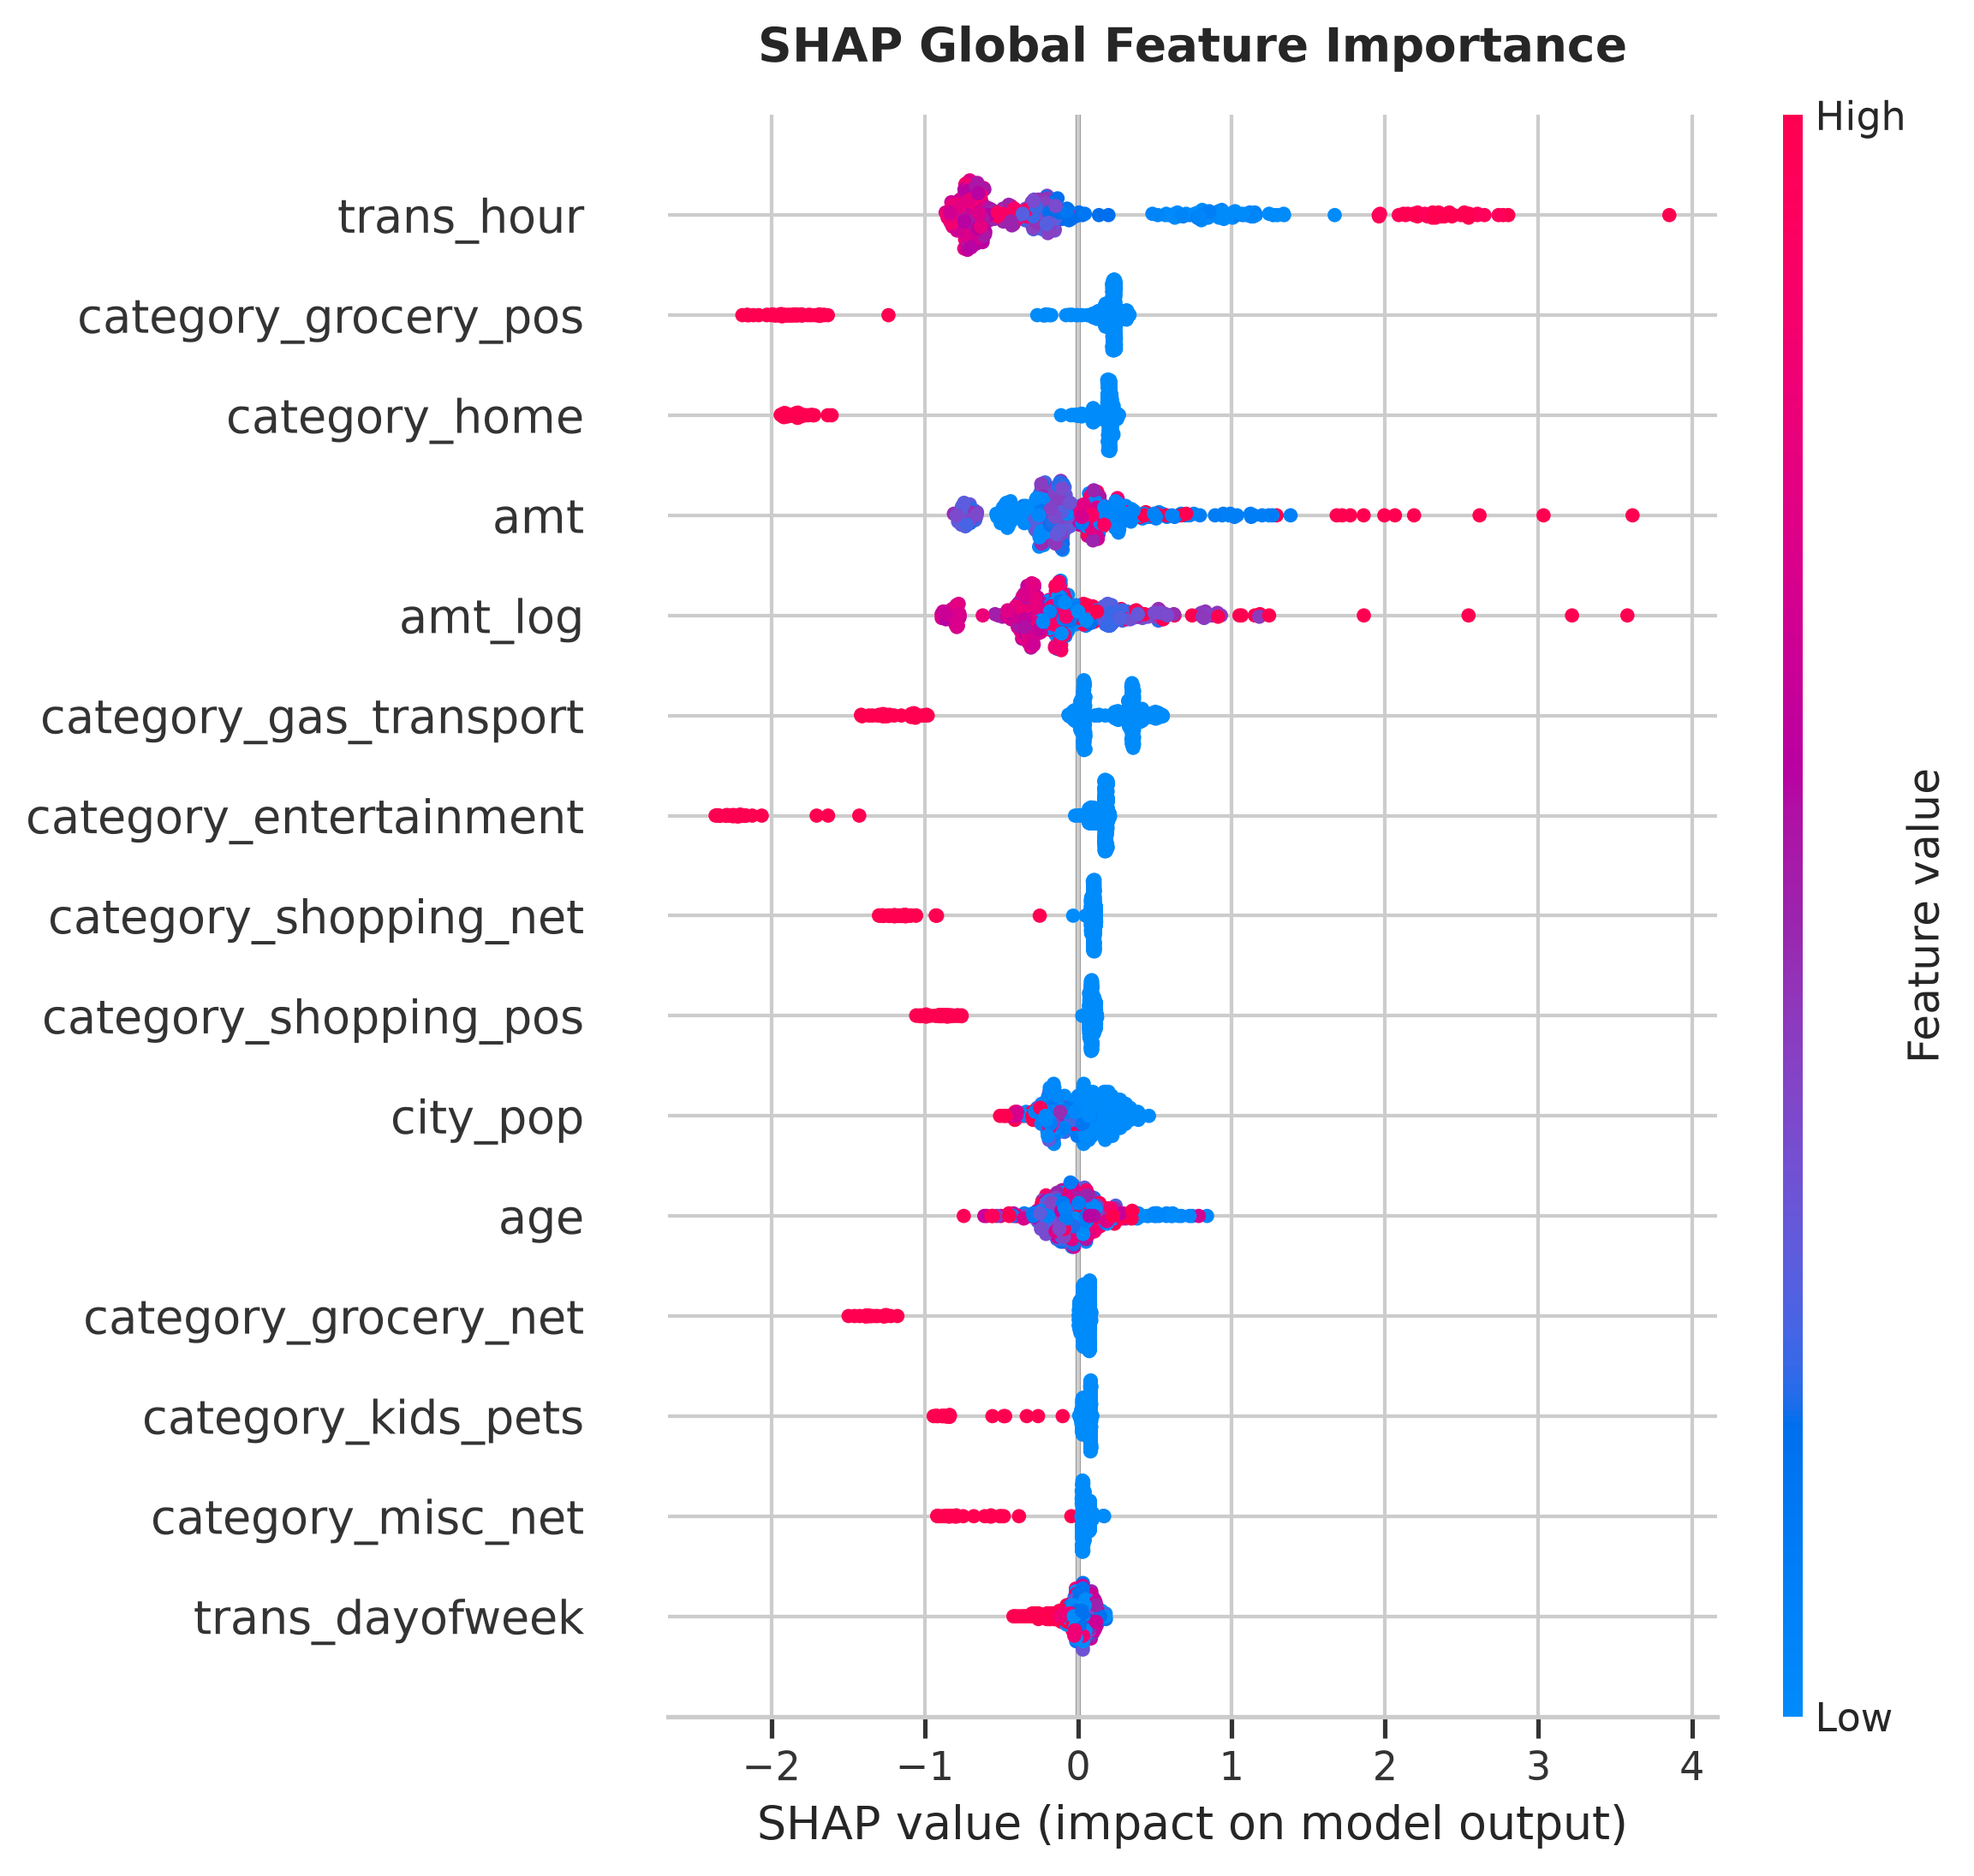 SHAP Global Feature Importance
High
trans_hour
category_grocery_pos
category_home
amt
amt_log
category_gas_transport
category_entertainment
category_shopping_net
category_shopping_pos
city_pop
age
category_grocery_net
category_kids_pets
category_misc_net
trans_dayofweek
Feature value
Low
−2 −1 0 1 2 3 4
SHAP value (impact on model output)